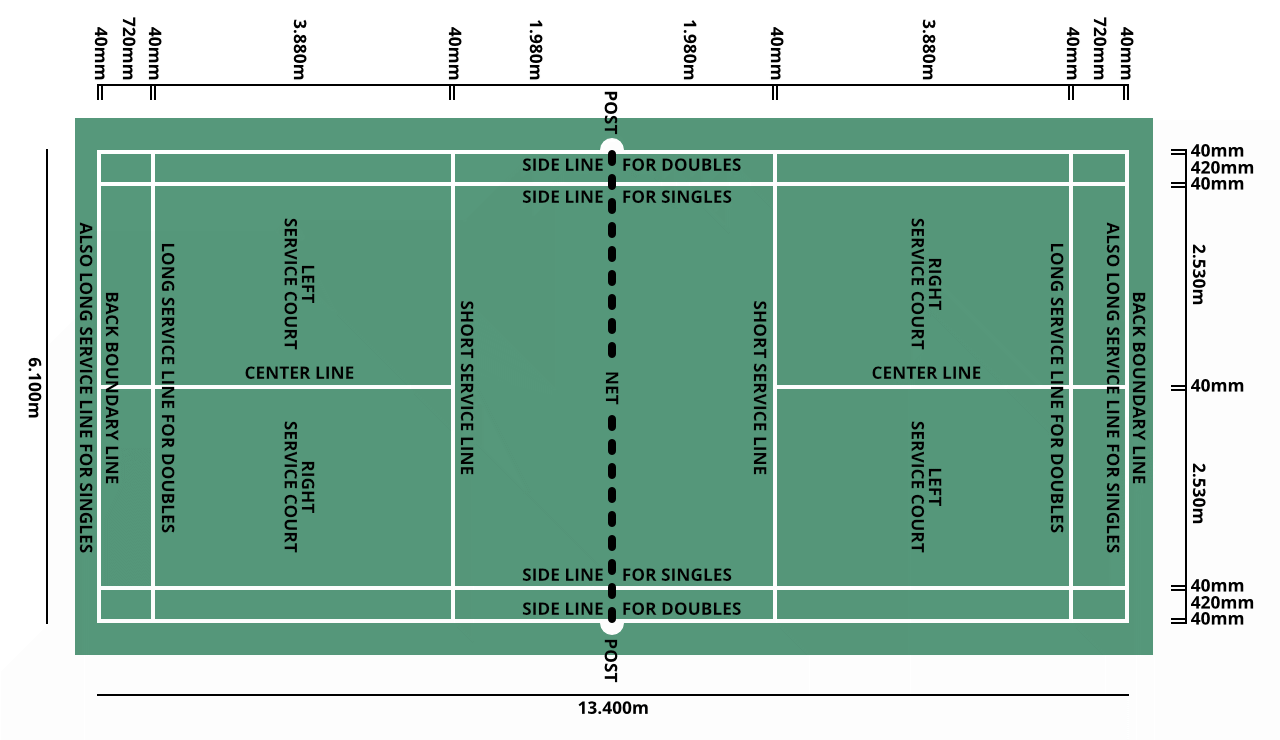 40mm
720mm
40mm
3.880m
40mm
1.980m
1.980m
40mm
3.880m
40mm
720mm
40mm
POST
SIDE LINE FOR DOUBLES
SIDE LINE FOR SINGLES
40mm
420mm
40mm
2.530m
40mm
2.530m
40mm
420mm
40mm
6.100m
ALSO LONG SERVICE LINE FOR SINGLES
BACK BOUNDARY LINE
LONG SERVICE LINE FOR DOUBLES
LEFT
SERVICE COURT
CENTER LINE
RIGHT
SERVICE COURT
SHORT SERVICE LINE
NET
SHORT SERVICE LINE
RIGHT
SERVICE COURT
CENTER LINE
LEFT
SERVICE COURT
LONG SERVICE LINE FOR DOUBLES
ALSO LONG SERVICE LINE FOR SINGLES
BACK BOUNDARY LINE
SIDE LINE FOR SINGLES
SIDE LINE FOR DOUBLES
POST
13.400m